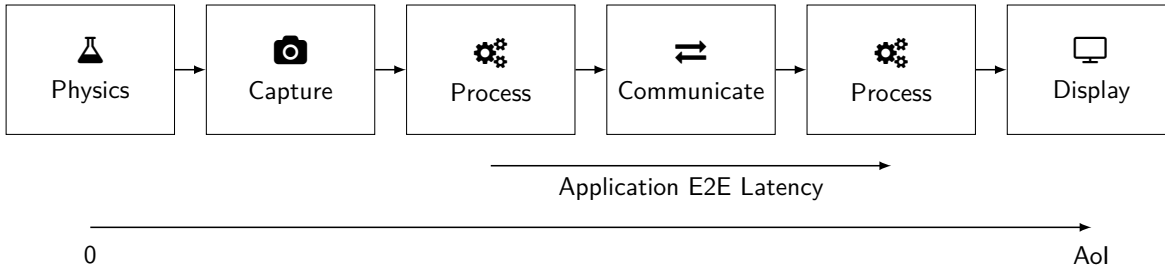 Physics
Capture
Process
Communicate
Process
Display
Application E2E Latency
0
AoI